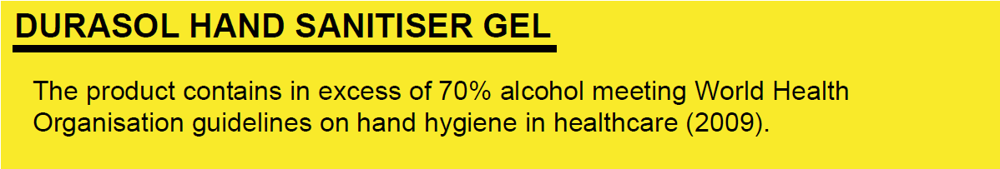 DURASOL HAND SANITISER GEL
The product contains in excess of 70% alcohol meeting World Health
Organisation guidelines on hand hygiene in healthcare (2009).